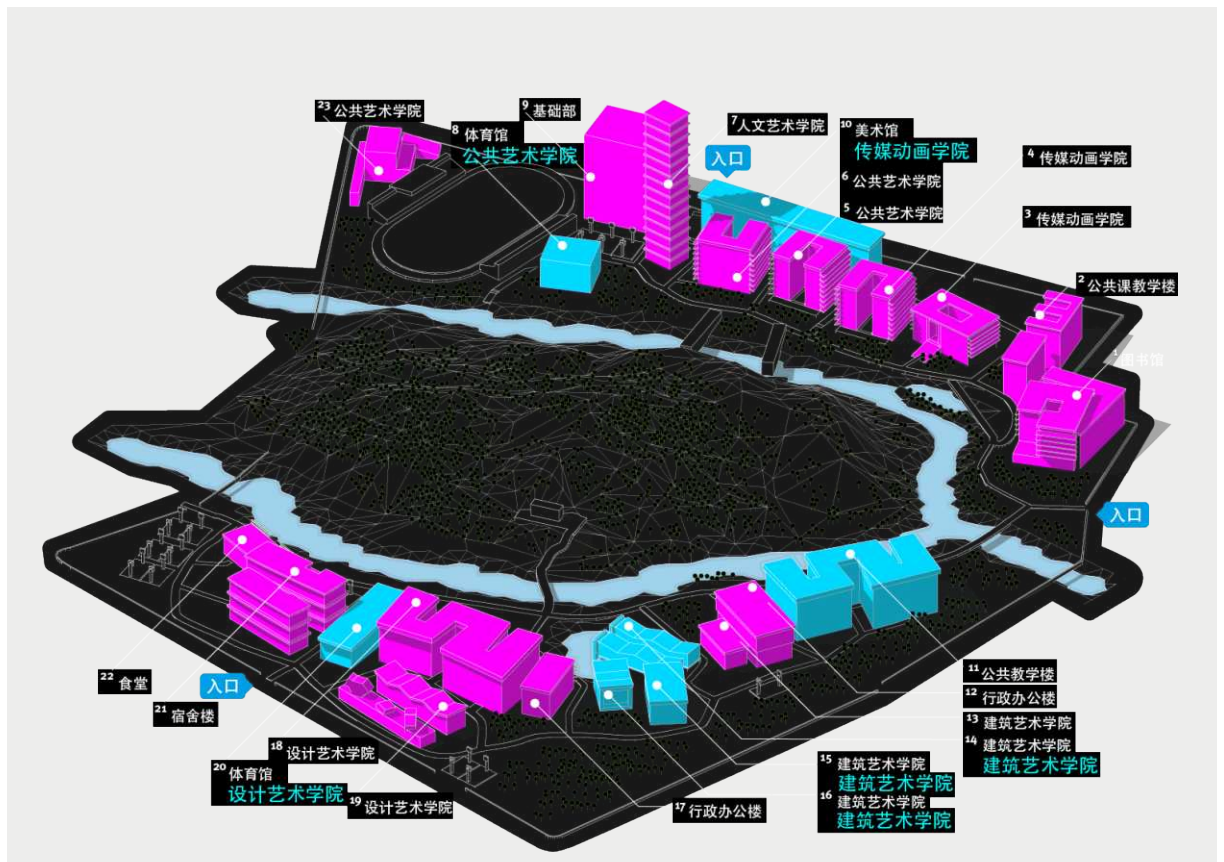 23 公共艺术学院
8 体育馆
公共艺术学院
9 基础部
7 人文艺术学院
入口
10 美术馆
传媒动画学院
6 公共艺术学院
5 公共艺术学院
4 传媒动画学院
3 传媒动画学院
2 公共课教学楼
1 图书馆
入口
22 食堂
21 宿舍楼
入口
18 设计艺术学院
20 体育馆
设计艺术学院
19 设计艺术学院
17 行政办公楼
15 建筑艺术学院
建筑艺术学院
16 建筑艺术学院
建筑艺术学院
11 公共教学楼
12 行政办公楼
13 建筑艺术学院
14 建筑艺术学院
建筑艺术学院